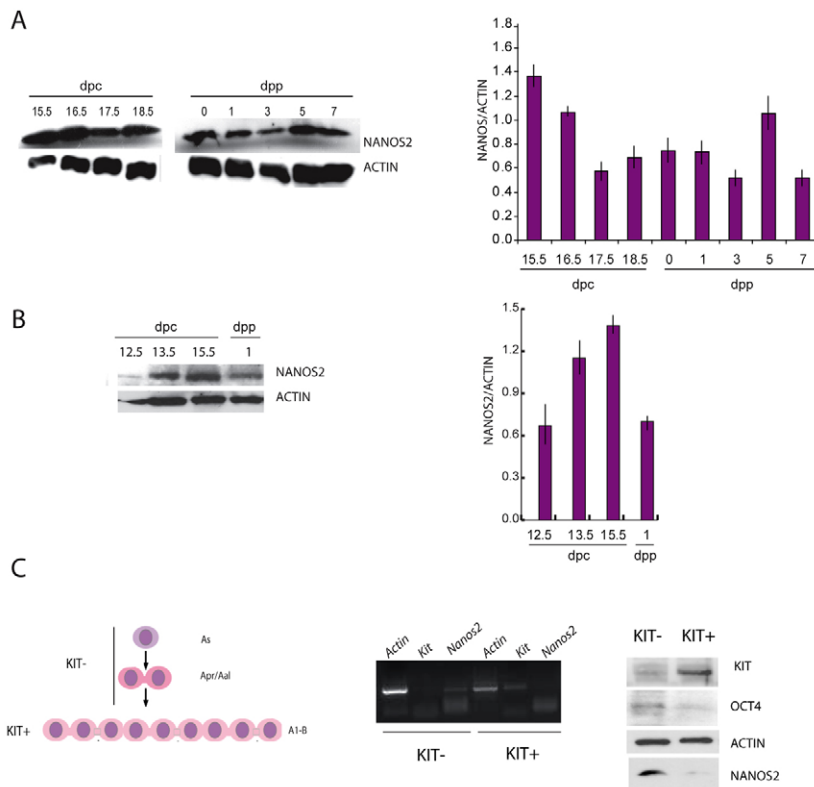 A
dpc
dpp
15.5 16.5 17.5 18.5
0 1 3 5 7
NANOS2
ACTIN
NANOS/ACTIN
1.8
1.6
1.4
1.2
1.0
0.8
0.6
0.4
0.2
0.0
15.5 16.5 17.5 18.5 0 1 3 5 7
dpc
dpp
B
dpc
dpp
12.5 13.5 15.5 1
NANOS2
ACTIN
NANOS2/ACTIN
1.5
1.2
0.9
0.6
0.3
0.0
12.5 13.5 15.5 1
dpc
dpp
C
KIT-
As
Apr/Aal
KIT+
A1-B
Actin Kit Nanos2 Actin Kit Nanos2
KIT- KIT+
KIT- KIT+
KIT
OCT4
ACTIN
NANOS2